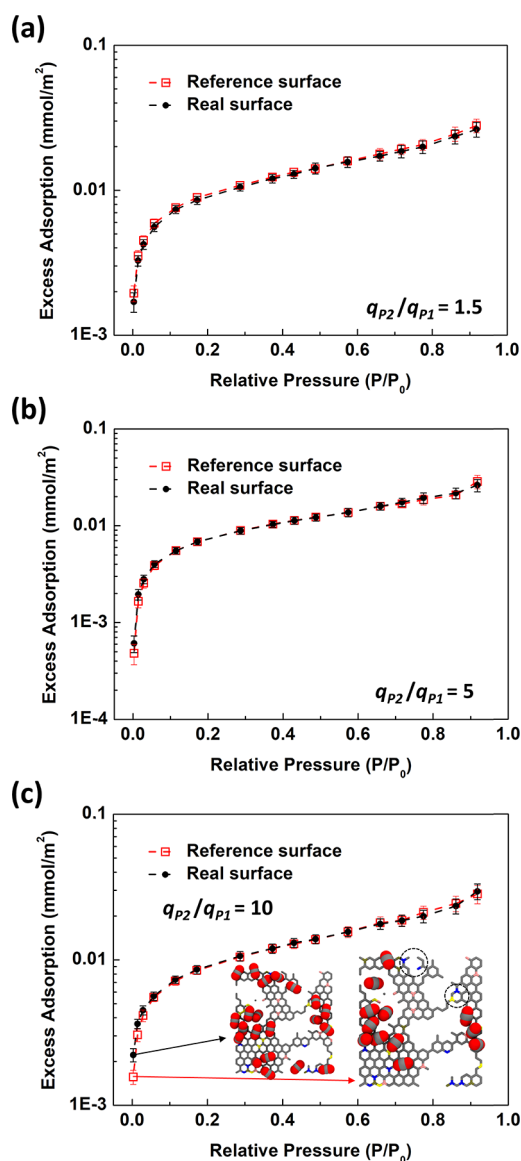 (a)
0.1
Reference surface
Real surface
0.01
1E-3
qP2/qP1 = 1.5
0.0 0.2 0.4 0.6 0.8 1.0
Relative Pressure (P/P0)
Excess Adsorption (mmol/m²)
(b)
0.1
Reference surface
Real surface
0.01
1E-3
1E-4
qP2/qP1 = 5
0.0 0.2 0.4 0.6 0.8 1.0
Relative Pressure (P/P0)
Excess Adsorption (mmol/m²)
(c)
0.1
Reference surface
Real surface
qP2/qP1 = 10
0.01
1E-3
0.0 0.2 0.4 0.6 0.8 1.0
Relative Pressure (P/P0)
Excess Adsorption (mmol/m²)